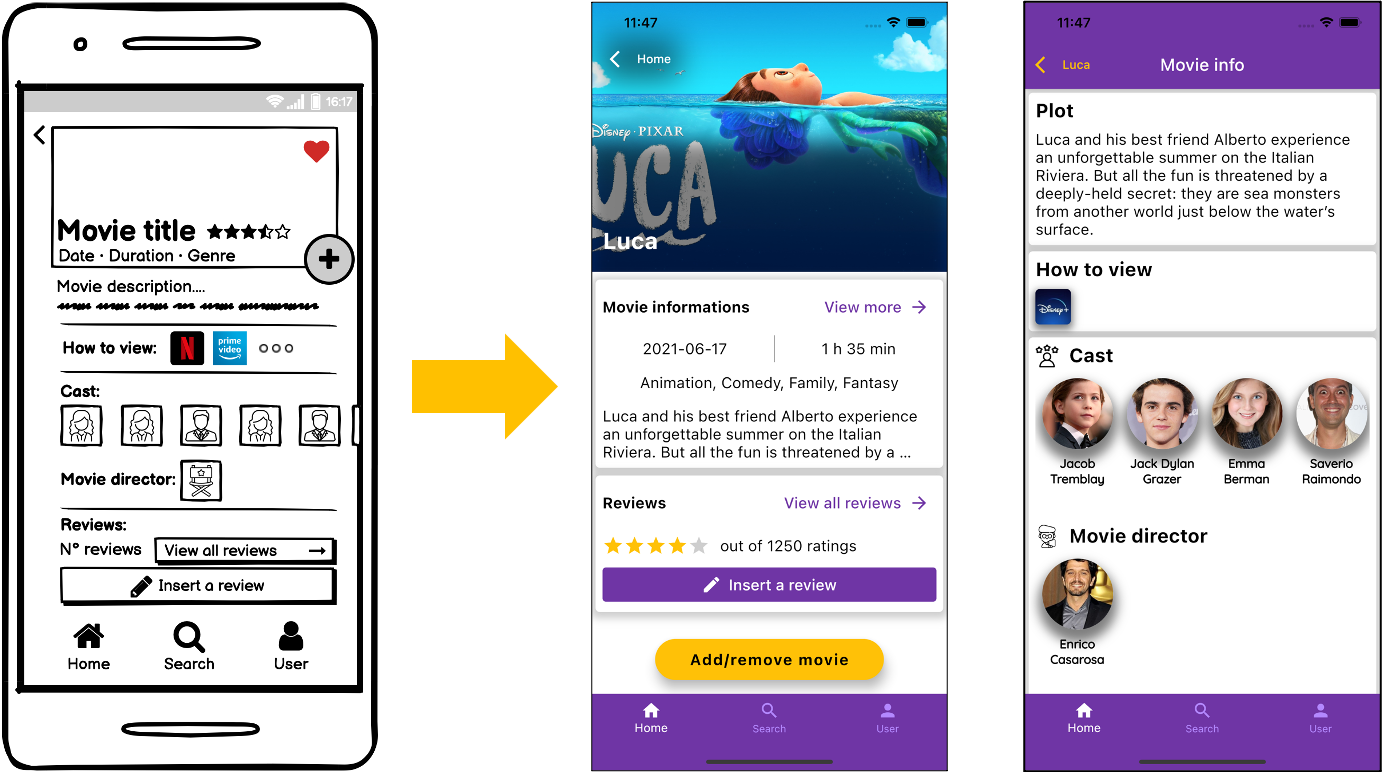 16:17
Movie title
Date · Duration · Genre
Movie description....
How to view:
N
prime
video
Cast:
Movie director:
Reviews:
N° reviews
View all reviews
Insert a review
Home
Search
User
11:47
Home
DISNEY · PIXAR
LUCA
Luca
Movie informations
View more
2021-06-17
1 h 35 min
Animation, Comedy, Family, Fantasy
Luca and his best friend Alberto experience
an unforgettable summer on the Italian
Riviera. But all the fun is threatened by a ...
Reviews
View all reviews
out of 1250 ratings
Insert a review
Add/remove movie
Home
Search
User
11:47
Luca
Movie info
Plot
Luca and his best friend Alberto experience
an unforgettable summer on the Italian
Riviera. But all the fun is threatened by a
deeply-held secret: they are sea monsters
from another world just below the water's
surface.
How to view
Disney+
Cast
Jacob
Tremblay
Jack Dylan
Grazer
Emma
Berman
Saverio
Raimondo
Movie director
Enrico
Casarosa
Home
Search
User